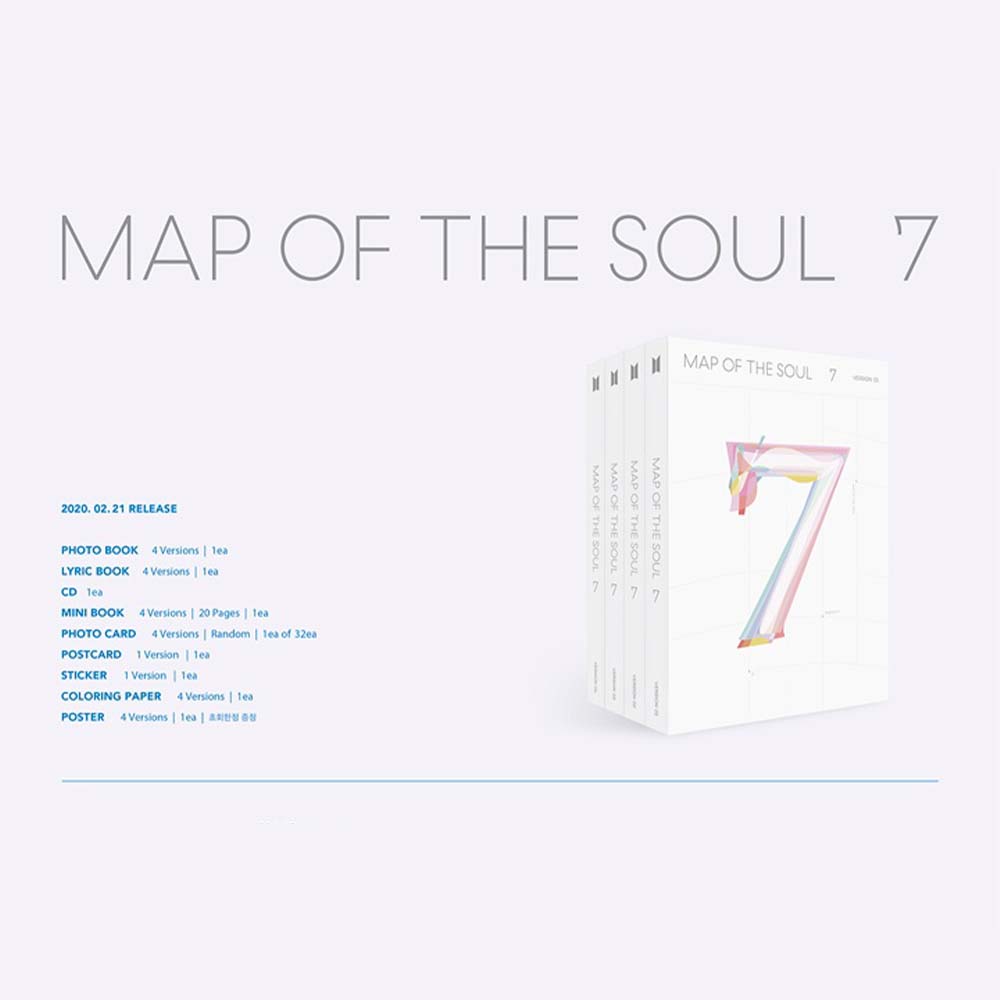 MAP OF THE SOUL 7
MAP OF THE SOUL 7
MAP OF THE SOUL 7
MAP OF THE SOUL 7
MAP OF THE SOUL 7
MAP OF THE SOUL 7
2020. 02. 21 RELEASE
PHOTO BOOK 4 Versions | 1ea
LYRIC BOOK 4 Versions | 1ea
CD 1ea
MINI BOOK 4 Versions | 20 Pages | 1ea
PHOTO CARD 4 Versions | Random | 1ea of 32ea
POSTCARD 1 Version | 1ea
STICKER 1 Version | 1ea
COLORING PAPER 4 Versions | 1ea
POSTER 4 Versions | 1ea | 초회한정 증정